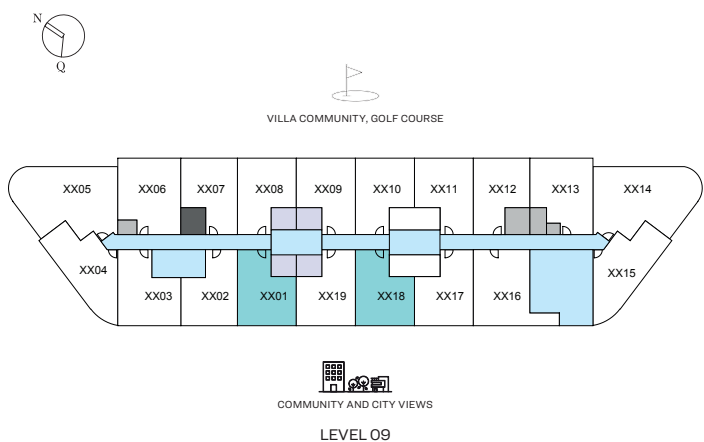 N
Q
VILLA COMMUNITY, GOLF COURSE
XX05 XX06 XX07 XX08 XX09 XX10 XX11 XX12 XX13 XX14
XX04 XX03 XX02 XX01 XX19 XX18 XX17 XX16 XX15
COMMUNITY AND CITY VIEWS
LEVEL 09